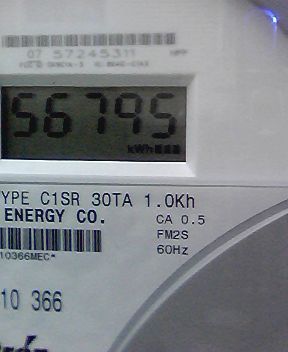 07 57245311
56795
kWh
YPE C1SR 30TA 1.0Kh
ENERGY CO.
CA 0.5
FM2S
60Hz
10366MEC*
10 366